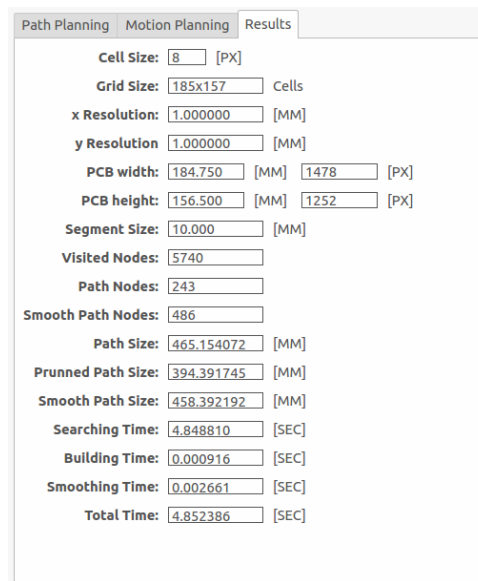 Path Planning Motion Planning Results
Cell Size: 8 [PX]
Grid Size: 185x157 Cells
x Resolution: 1.000000 [MM]
y Resolution 1.000000 [MM]
PCB width: 184.750 [MM] 1478 [PX]
PCB height: 156.500 [MM] 1252 [PX]
Segment Size: 10.000 [MM]
Visited Nodes: 5740
Path Nodes: 243
Smooth Path Nodes: 486
Path Size: 465.154072 [MM]
Prunned Path Size: 394.391745 [MM]
Smooth Path Size: 458.392192 [MM]
Searching Time: 4.848810 [SEC]
Building Time: 0.000916 [SEC]
Smoothing Time: 0.002661 [SEC]
Total Time: 4.852386 [SEC]